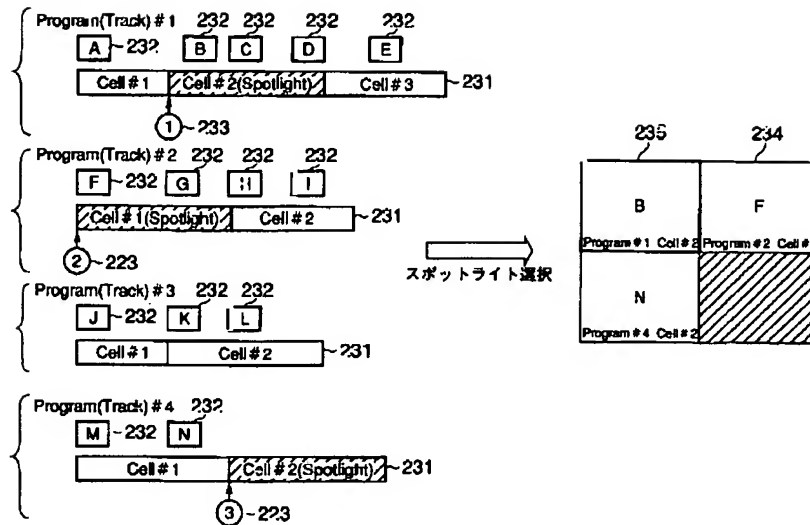 Program(Track)#1
232 232 232 232
A 232 B C D E
Cell#1 Cell#2(Spotlight) Cell#3 231
1 233
Program(Track)#2 232 232 232
F 232 G H I
Cell#1(Spotlight) Cell#2 231
2 223
Program(Track)#3 232 232
J 232 K L
Cell#1 Cell#2 231
Program(Track)#4 232
M 232 N
Cell#1 Cell#2(Spotlight) 231
3 223
スポットライト選択
235 234
B F
Program#1 Cell#2 Program#2 Cell#
N
Program#4 Cell#2